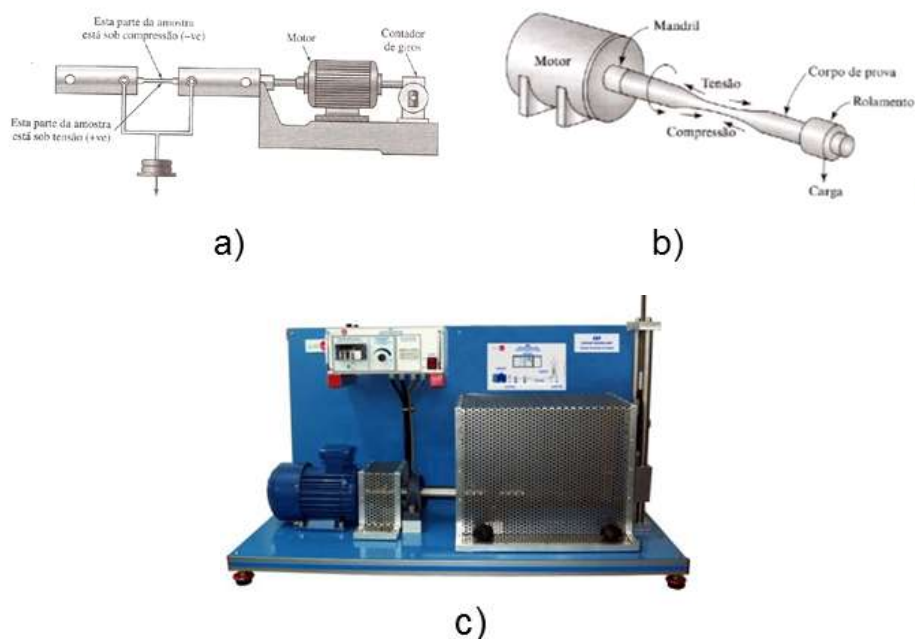 Esta parte da amostra
está sob compressão (–ve)
Motor
Contador
de giros
Esta parte da amostra
está sob tensão (+ve)
a)
Mandril
Motor
Tensão
Corpo de prova
Rolamento
Compressão
Carga
b)
c)